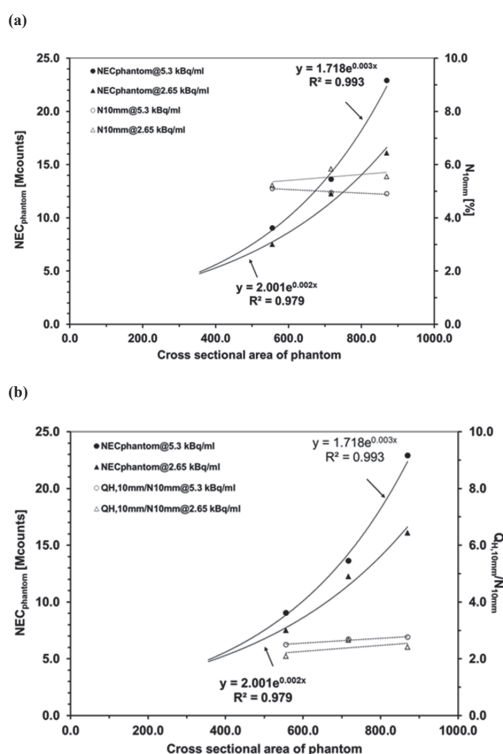 (a)
NECphantom@5.3 kBq/ml
NECphantom@2.65 kBq/ml
N10mm@5.3 kBq/ml
N10mm@2.65 kBq/ml
y = 1.718e0.003x
R² = 0.993
y = 2.001e0.002x
R² = 0.979
NECphantom [Mcounts]
25.0
20.0
15.0
10.0
5.0
0.0
N10mm [%]
10.0
8.0
6.0
4.0
2.0
0.0
0.0 200.0 400.0 600.0 800.0 1000.0
Cross sectional area of phantom
(b)
NECphantom@5.3 kBq/ml
NECphantom@2.65 kBq/ml
QH,10mm/N10mm@5.3 kBq/ml
QH,10mm/N10mm@2.65 kBq/ml
y = 1.718e0.003x
R² = 0.993
y = 2.001e0.002x
R² = 0.979
NECphantom [Mcounts]
25.0
20.0
15.0
10.0
5.0
0.0
QH,10mm/N10mm
10.0
8.0
6.0
4.0
2.0
0.0
0 200 400 600 800 1000
Cross sectional area of phantom